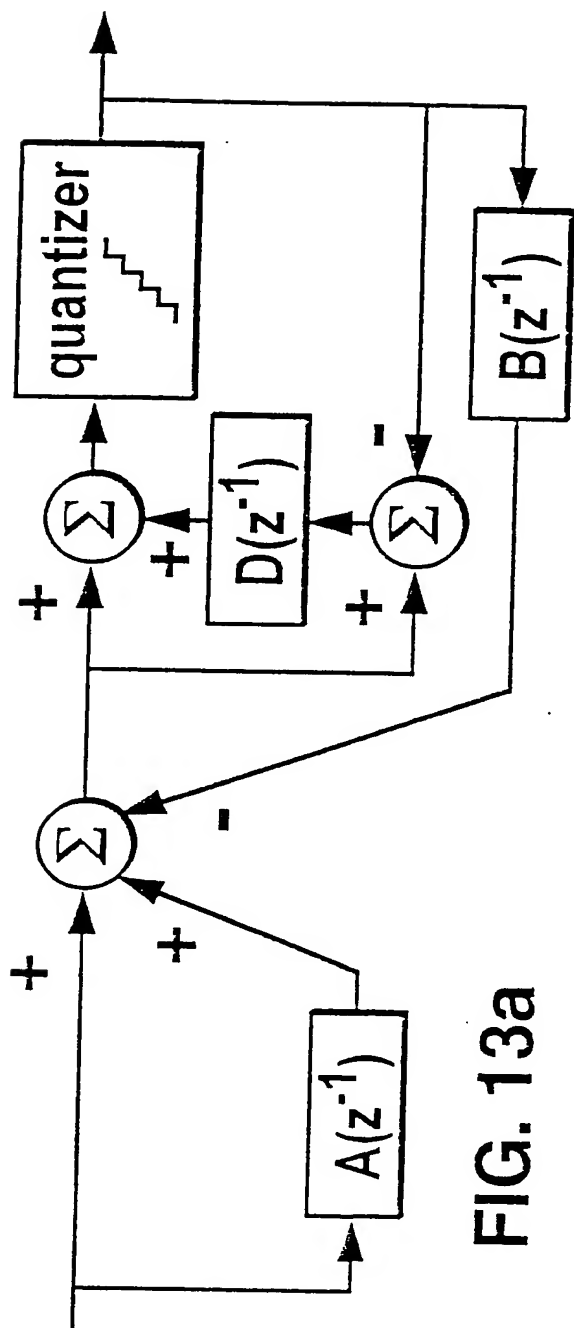 +
Σ
+
-
A(z⁻¹)
+
Σ
+
D(z⁻¹)
+
Σ
-
quantizer
B(z⁻¹)
FIG. 13a